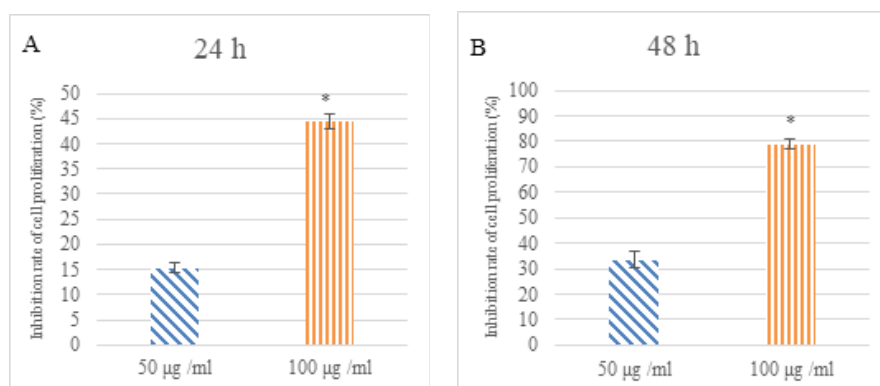 A
24 h
Inhibition rate of cell proliferation (%)
50
45
40
35
30
25
20
15
10
5
0
*
50 µg /ml
100 µg /ml
B
48 h
Inhibition rate of cell proliferation (%)
100
90
80
70
60
50
40
30
20
10
0
*
50 µg /ml
100 µg /ml